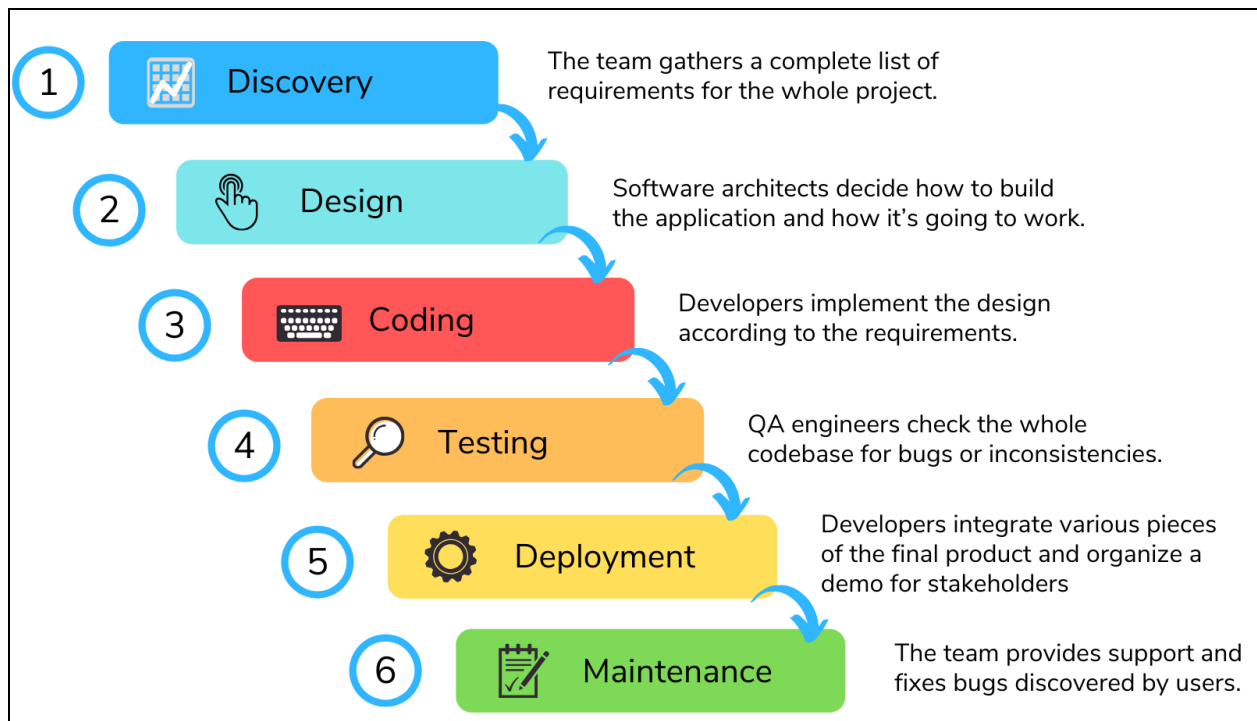 1
Discovery
The team gathers a complete list of
requirements for the whole project.
2
Design
Software architects decide how to build
the application and how it’s going to work.
3
Coding
Developers implement the design
according to the requirements.
4
Testing
QA engineers check the whole
codebase for bugs or inconsistencies.
5
Deployment
Developers integrate various pieces
of the final product and organize a
demo for stakeholders
6
Maintenance
The team provides support and
fixes bugs discovered by users.